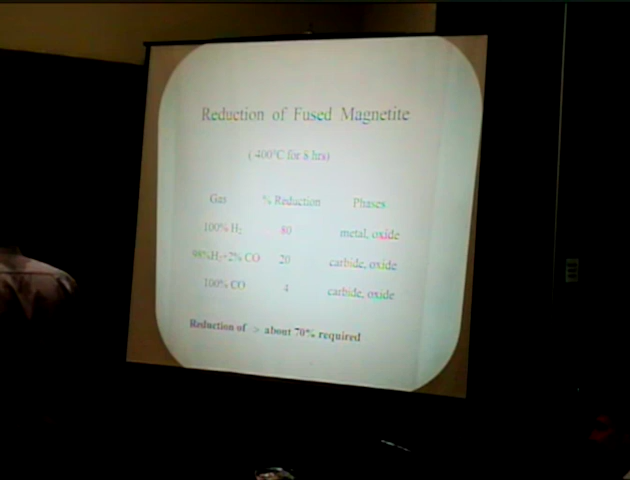 Reduction of Fused Magnetite
( 400°C for 8 hrs)
Gas % Reduction Phases
100% H₂ 80 metal, oxide
98%H₂+2% CO 20 carbide, oxide
100% CO 4 carbide, oxide
Reduction of > about 70% required